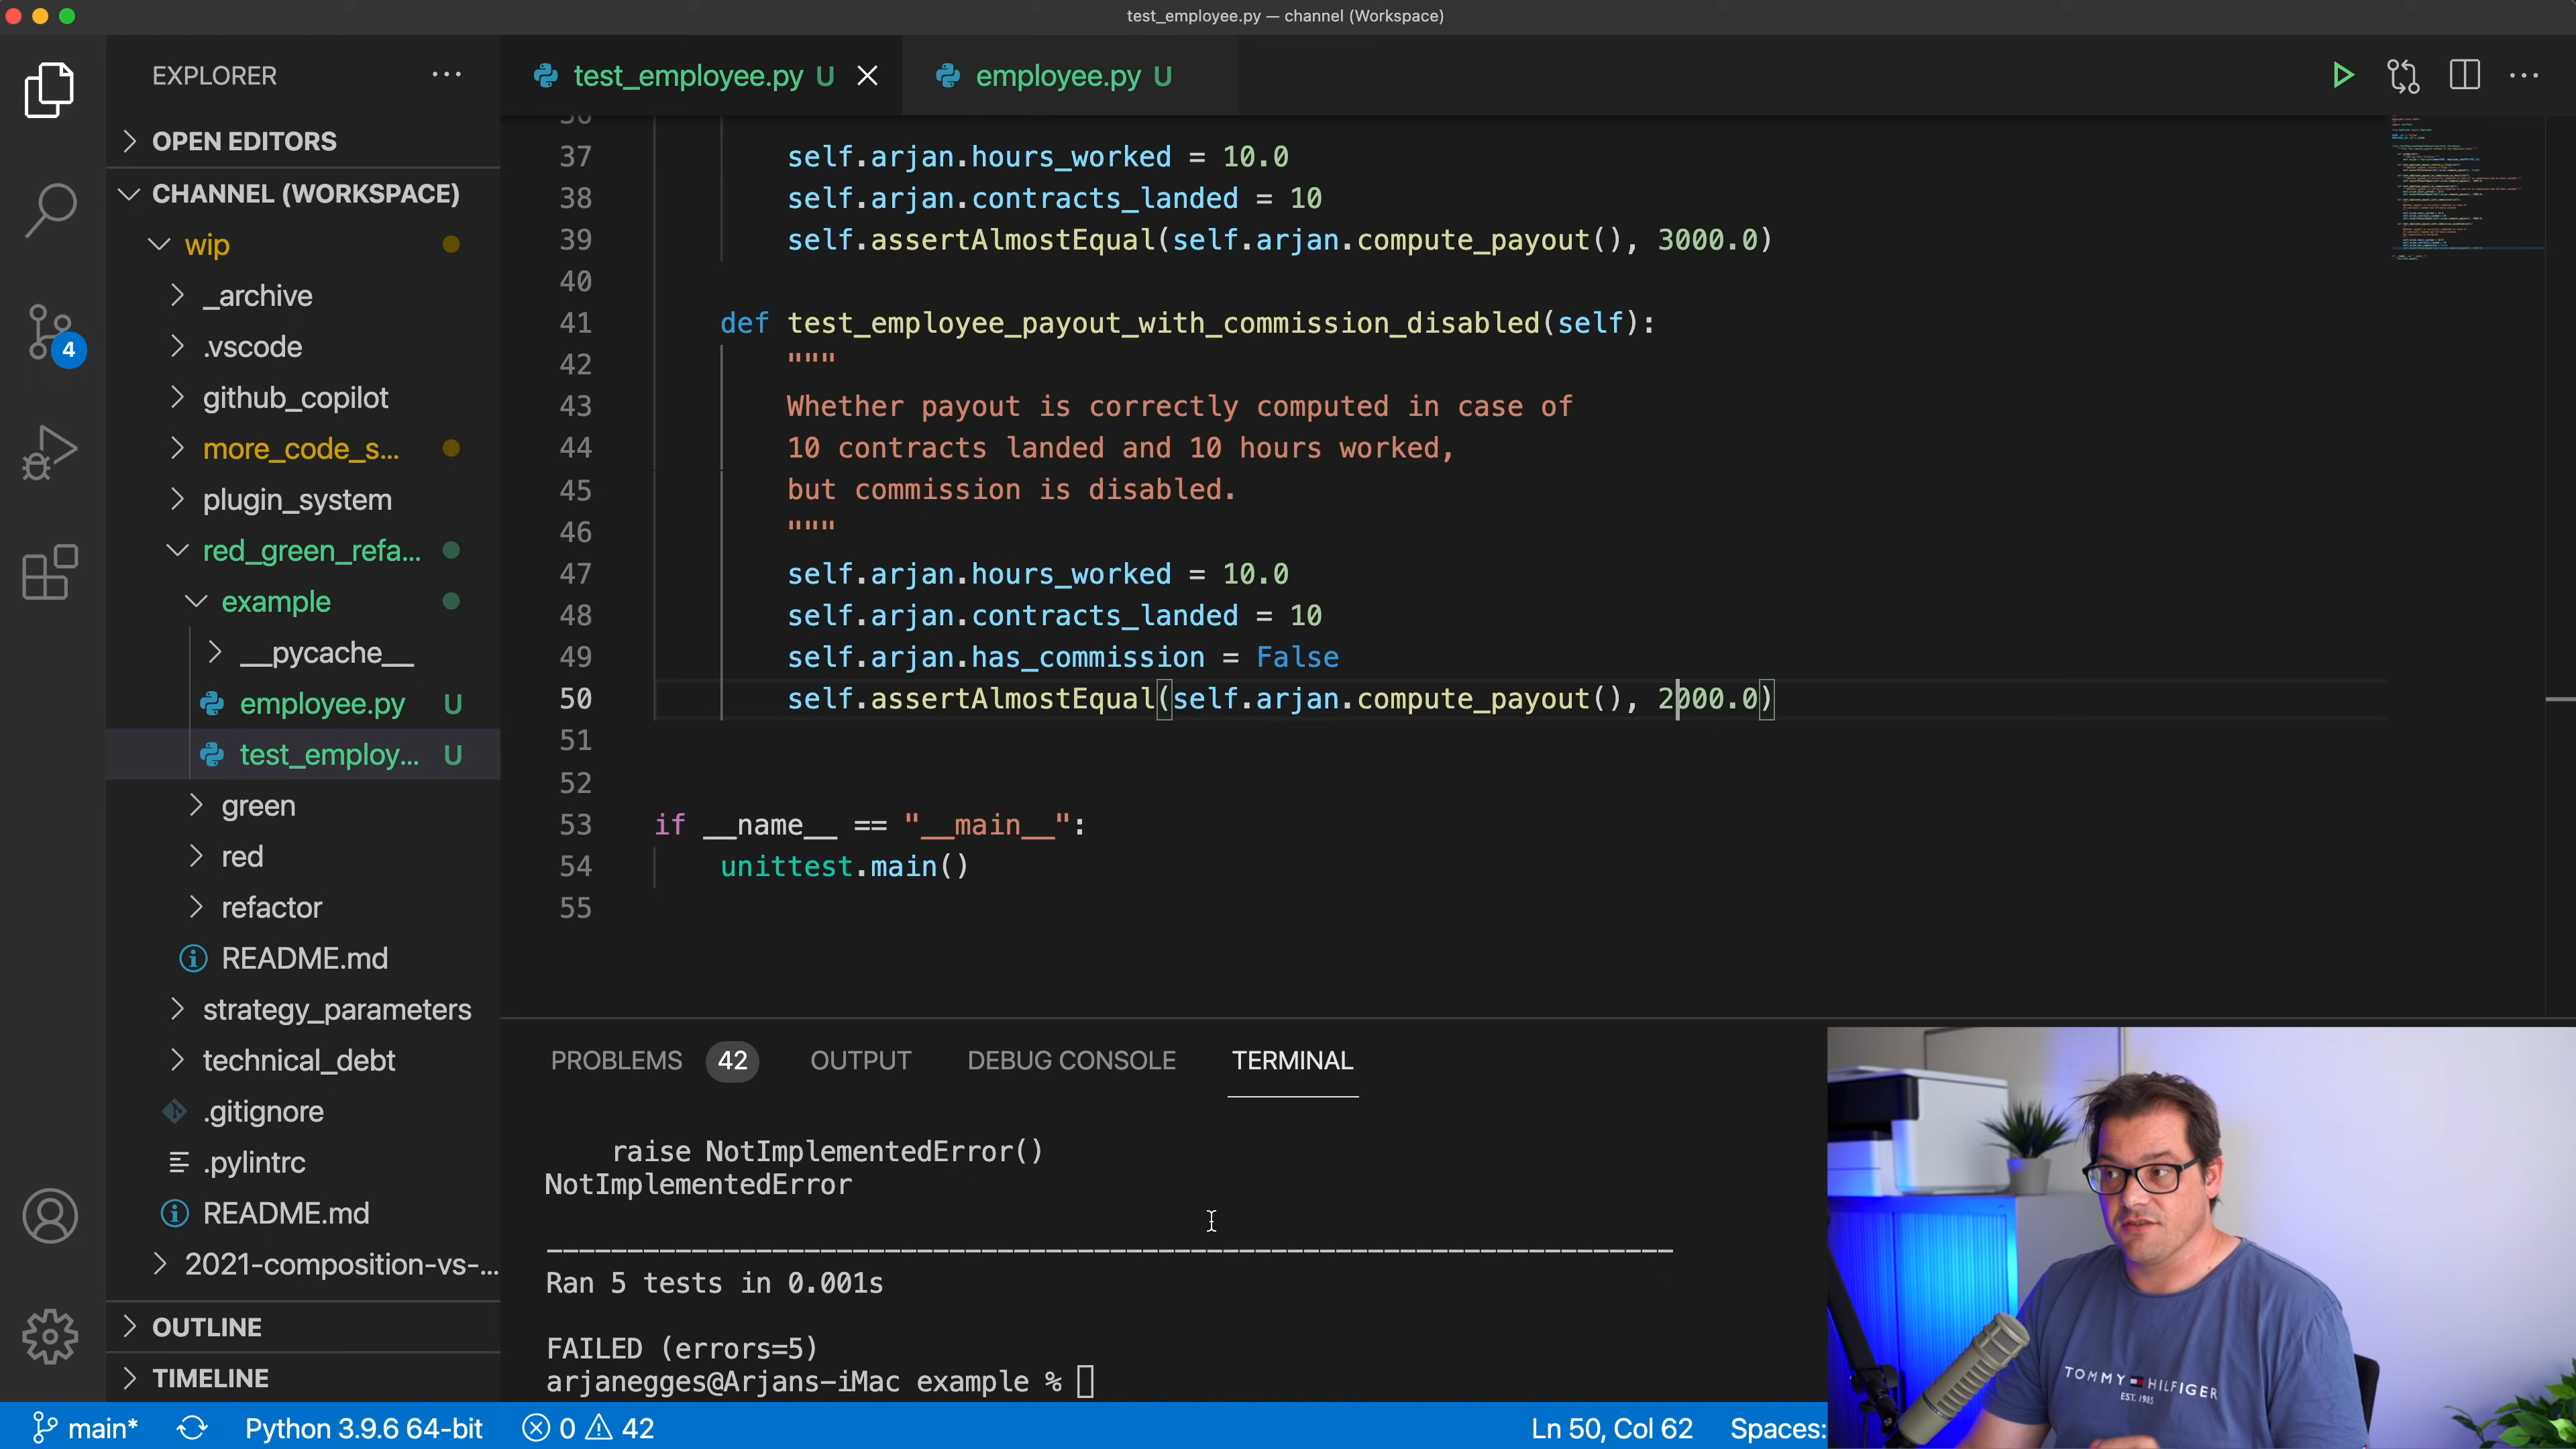 test_employee.py — channel (Workspace)
EXPLORER
OPEN EDITORS
CHANNEL (WORKSPACE)
wip
_archive
.vscode
github_copilot
more_code_s...
plugin_system
red_green_refa...
example
__pycache__
employee.py U
test_employ... U
green
red
refactor
README.md
strategy_parameters
technical_debt
.gitignore
.pylintrc
README.md
2021-composition-vs-...
OUTLINE
TIMELINE
4
test_employee.py U
employee.py U
37 self.arjan.hours_worked = 10.0
38 self.arjan.contracts_landed = 10
39 self.assertAlmostEqual(self.arjan.compute_payout(), 3000.0)
40
41 def test_employee_payout_with_commission_disabled(self):
42 """
43 Whether payout is correctly computed in case of
44 10 contracts landed and 10 hours worked,
45 but commission is disabled.
46 """
47 self.arjan.hours_worked = 10.0
48 self.arjan.contracts_landed = 10
49 self.arjan.has_commission = False
50 self.assertAlmostEqual(self.arjan.compute_payout(), 2000.0)
51
52
53 if __name__ == "__main__":
54 unittest.main()
55
PROBLEMS 42 OUTPUT DEBUG CONSOLE TERMINAL
raise NotImplementedError()
NotImplementedError
----------------------------------------------------------------------
Ran 5 tests in 0.001s
FAILED (errors=5)
arjanegges@Arjans-iMac example %
TOMMY HILFIGER
EST. 1985
main* Python 3.9.6 64-bit 0 42 Ln 50, Col 62 Spaces: